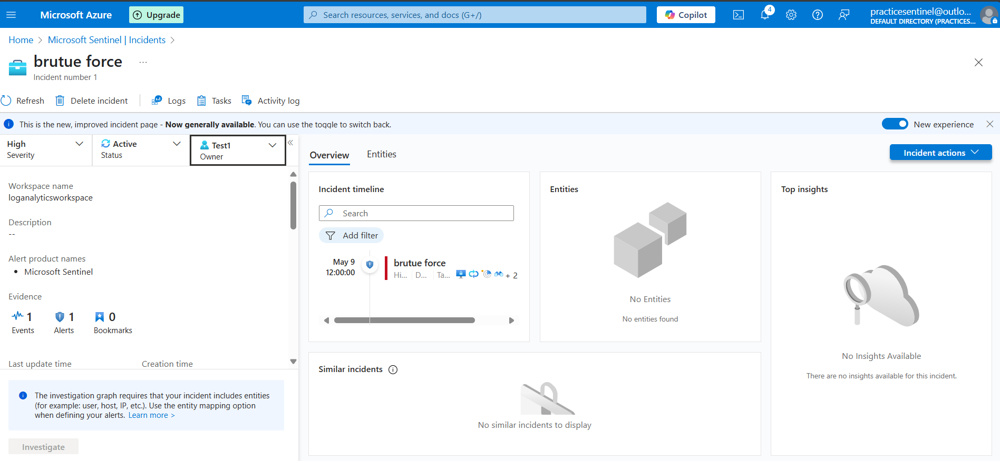 Microsoft Azure
Upgrade
Search resources, services, and docs (G+/)
Copilot
4
practicesentinel@outlo...
DEFAULT DIRECTORY (PRACTICES...
Home > Microsoft Sentinel | Incidents >
brutue force ...
Incident number 1
Refresh
Delete incident
Logs
Tasks
Activity log
This is the new, improved incident page - Now generally available. You can use the toggle to switch back.
New experience
High
Severity
Active
Status
Test1
Owner
Workspace name
loganalyticsworkspace
Description
--
Alert product names
• Microsoft Sentinel
Evidence
1
Events
1
Alerts
0
Bookmarks
Last update time
Creation time
The investigation graph requires that your incident includes entities
(for example: user, host, IP, etc.). Use the entity mapping option
when defining your alerts. Learn more >
Investigate
Overview
Entities
Incident actions
Incident timeline
Search
Add filter
May 9
12:00:00
brutue force
Hi... D... Ta... + 2
Entities
No Entities
No entities found
Top insights
No Insights Available
There are no insights available for this incident.
Similar incidents
No similar incidents to display